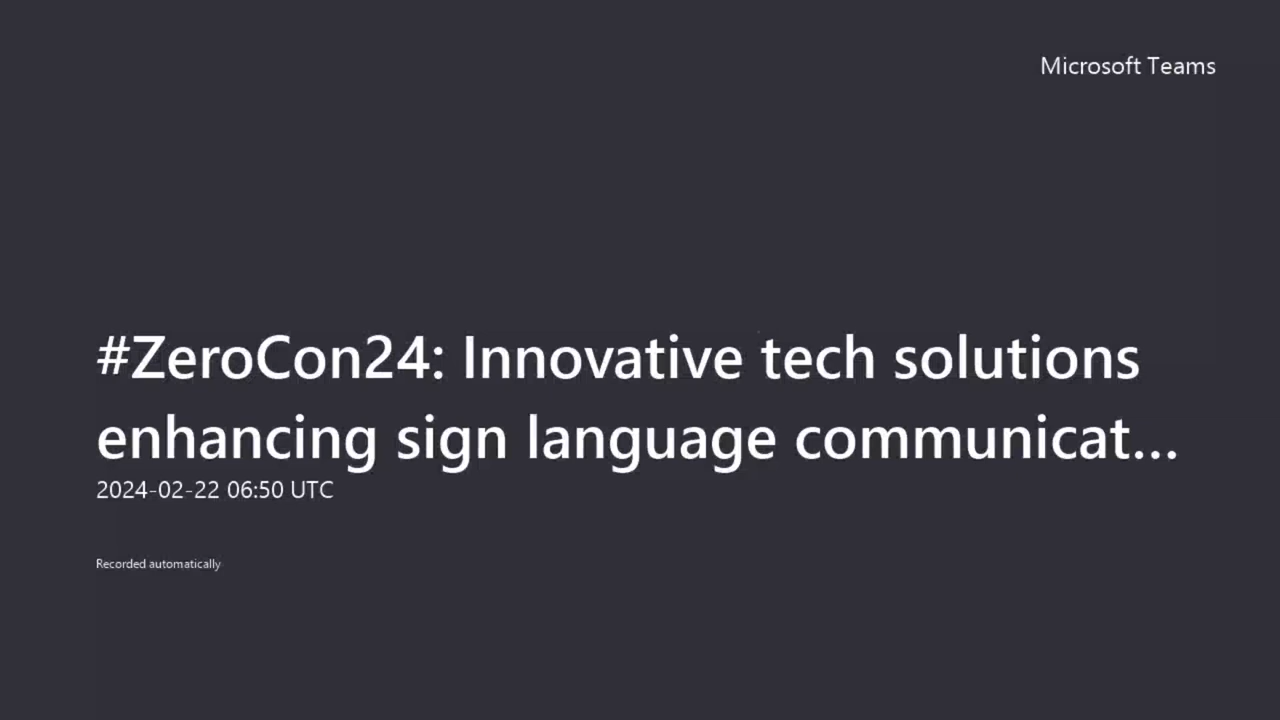 Microsoft Teams
#ZeroCon24: Innovative tech solutions
enhancing sign language communicat...
2024-02-22 06:50 UTC
Recorded automatically